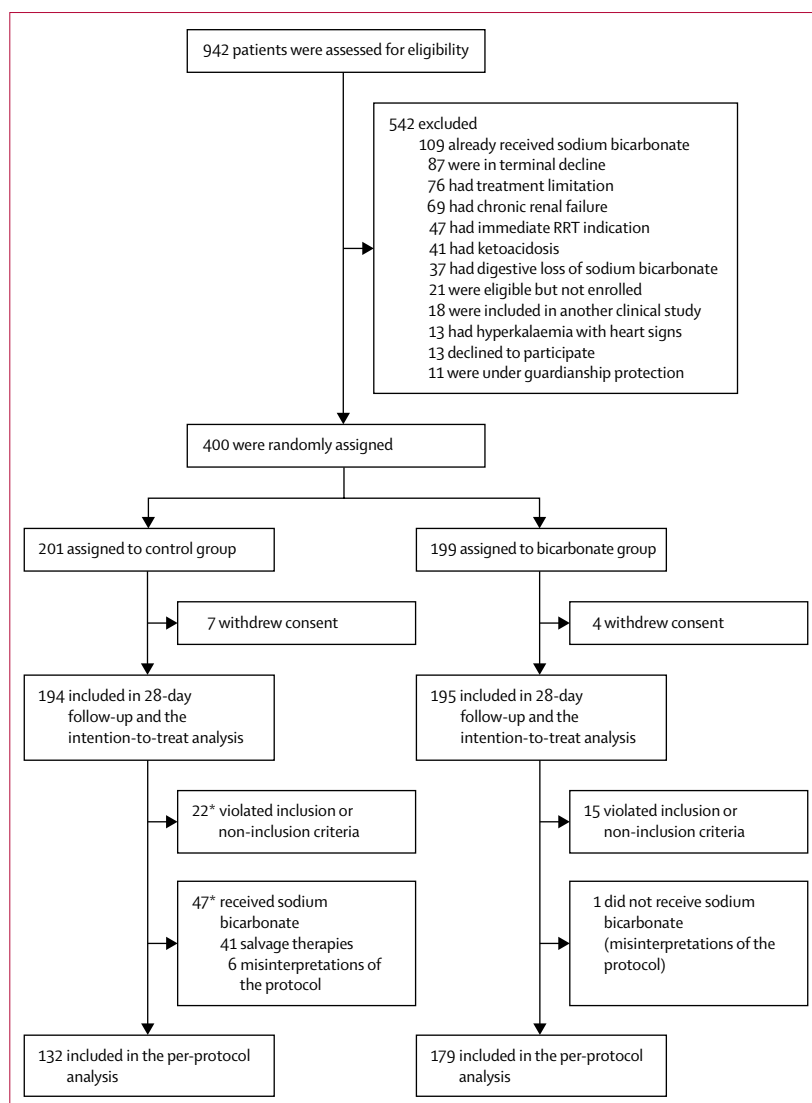 942 patients were assessed for eligibility
542 excluded
109 already received sodium bicarbonate
87 were in terminal decline
76 had treatment limitation
69 had chronic renal failure
47 had immediate RRT indication
41 had ketoacidosis
37 had digestive loss of sodium bicarbonate
21 were eligible but not enrolled
18 were included in another clinical study
13 had hyperkalaemia with heart signs
13 declined to participate
11 were under guardianship protection
400 were randomly assigned
201 assigned to control group
199 assigned to bicarbonate group
7 withdrew consent
4 withdrew consent
194 included in 28-day
follow-up and the
intention-to-treat analysis
195 included in 28-day
follow-up and the
intention-to-treat analysis
22* violated inclusion or
non-inclusion criteria
15 violated inclusion or
non-inclusion criteria
47* received sodium
bicarbonate
41 salvage therapies
6 misinterpretations of
the protocol
1 did not receive sodium
bicarbonate
(misinterpretations of the
protocol)
132 included in the per-protocol
analysis
179 included in the per-protocol
analysis